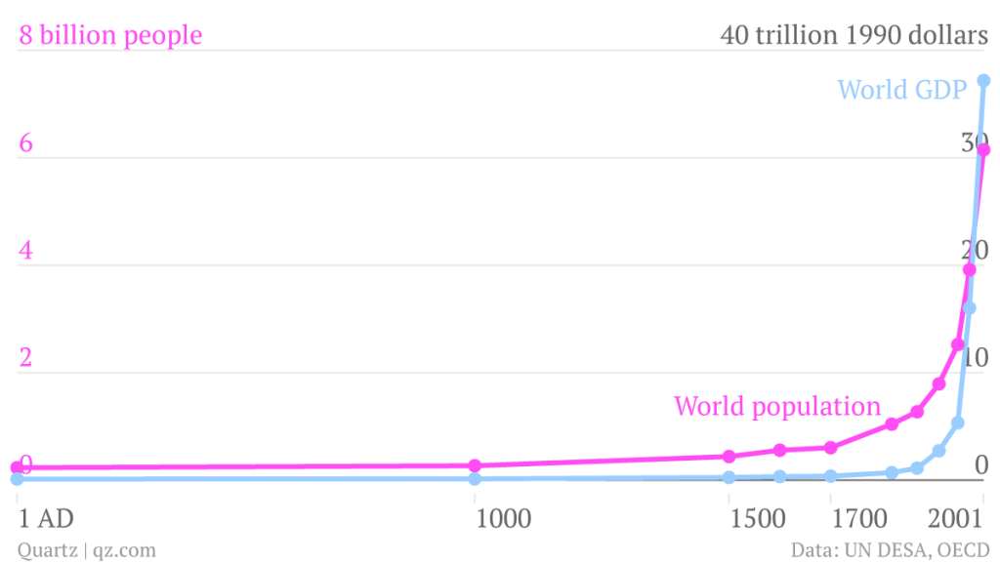 8 billion people
40 trillion 1990 dollars
World GDP
6
30
4
20
2
10
World population
0
0
1 AD
1000
1500
1700
2001
Quartz | qz.com
Data: UN DESA, OECD